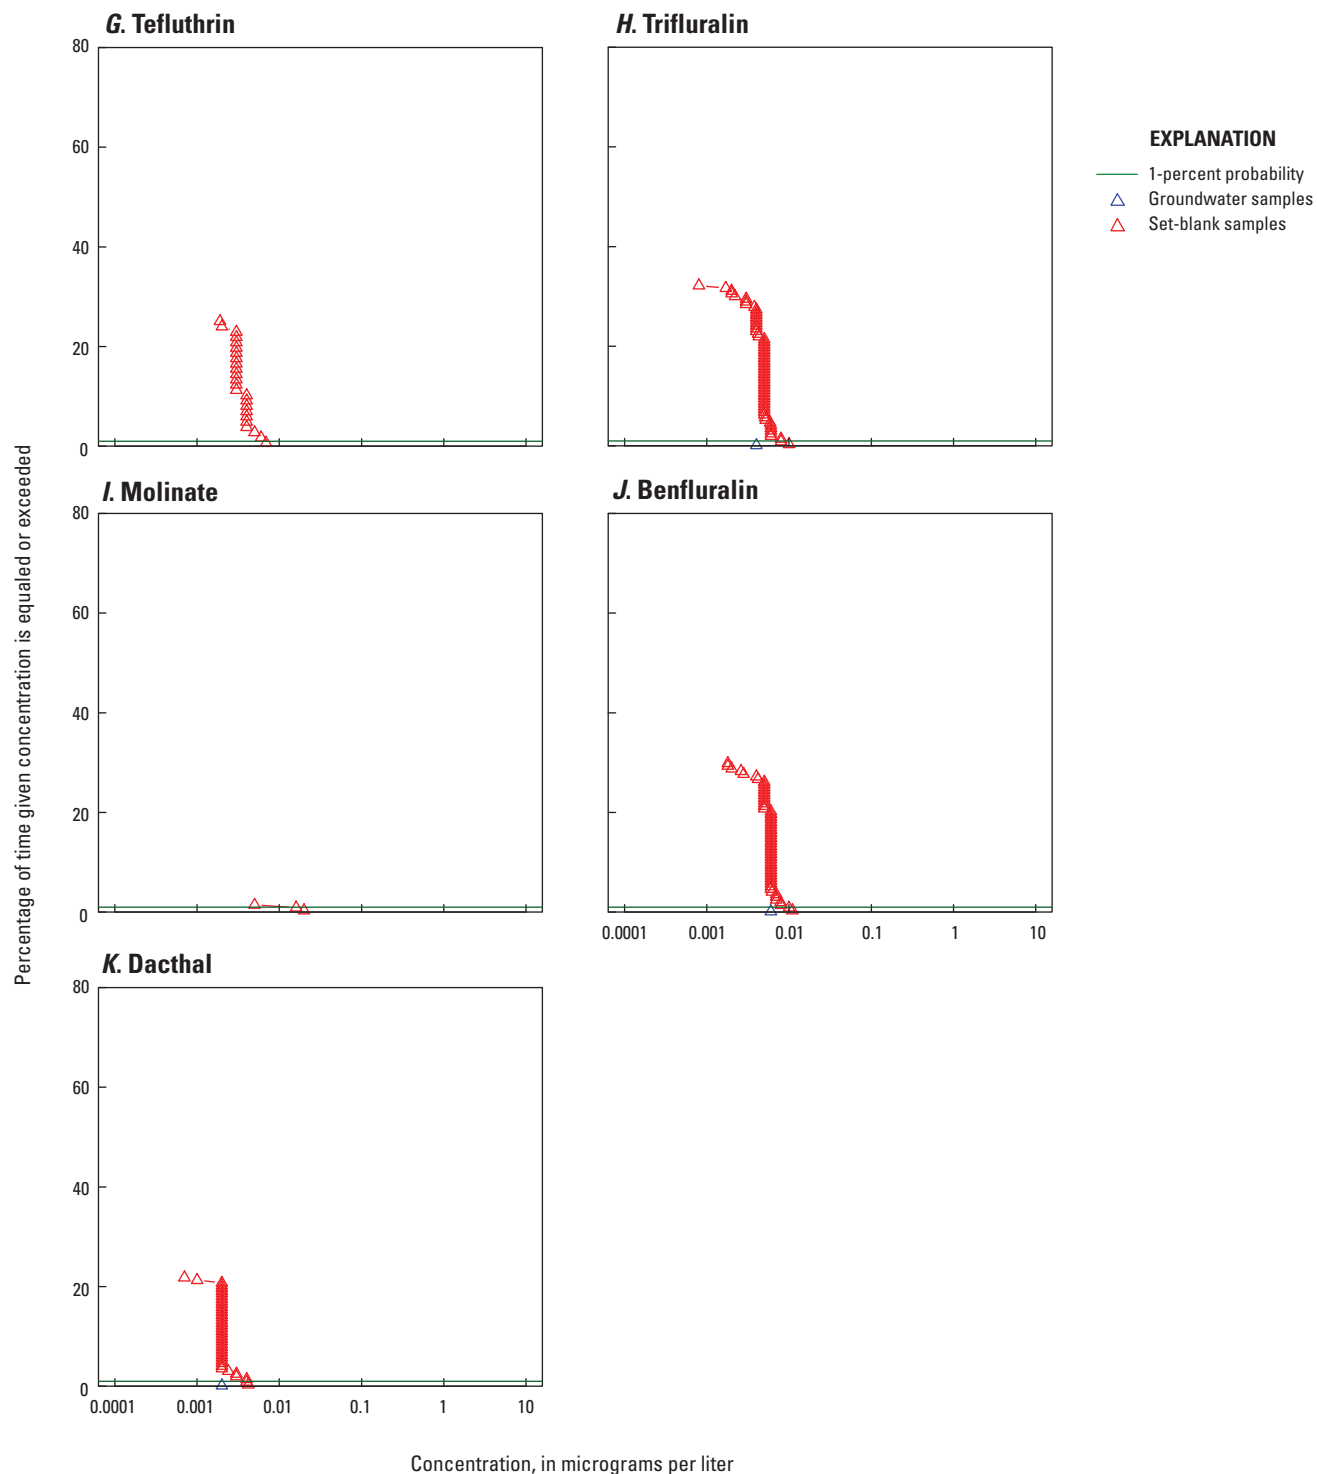 G. Tefluthrin
H. Trifluralin
80
60
40
20
0
EXPLANATION
1-percent probability
Groundwater samples
Set-blank samples
Percentage of time given concentration is equaled or exceeded
I. Molinate
J. Benfluralin
80
60
40
20
0
0.0001 0.001 0.01 0.1 1 10
K. Dacthal
80
60
40
20
0
0.0001 0.001 0.01 0.1 1 10
Concentration, in micrograms per liter